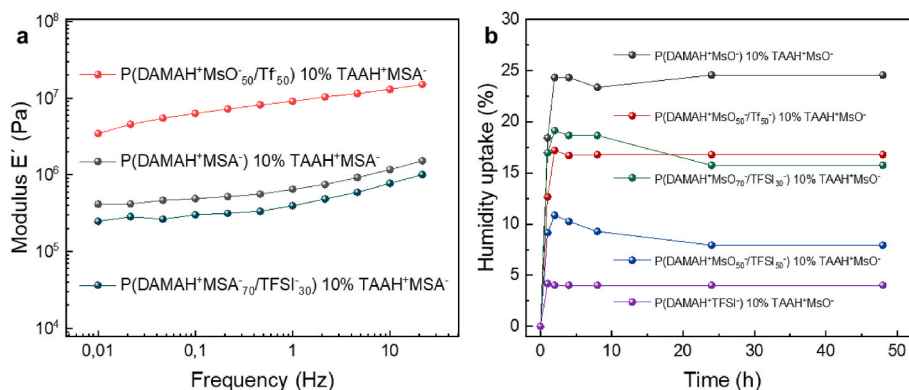 a
10⁸
10⁷
10⁶
10⁵
10⁴
Modulus E´ (Pa)
P(DAMAH⁺MsO⁻₅₀/Tf₅₀) 10% TAAH⁺MSA⁻
P(DAMAH⁺MSA⁻) 10% TAAH⁺MSA⁻
P(DAMAH⁺MSA⁻₇₀/TFSI⁻₃₀) 10% TAAH⁺MSA⁻
0,01 0,1 1 10
Frequency (Hz)
b
30
25
20
15
10
5
0
Humidity uptake (%)
P(DAMAH⁺MsO⁻) 10% TAAH⁺MsO⁻
P(DAMAH⁺MsO₅₀⁻/Tf₅₀⁻) 10% TAAH⁺MsO⁻
P(DAMAH⁺MsO₇₀⁻/TFSI₃₀⁻) 10% TAAH⁺MsO⁻
P(DAMAH⁺MsO₅₀⁻/TFSI₅₀⁻) 10% TAAH⁺MsO⁻
P(DAMAH⁺TFSI⁻) 10% TAAH⁺MsO⁻
0 10 20 30 40 50
Time (h)